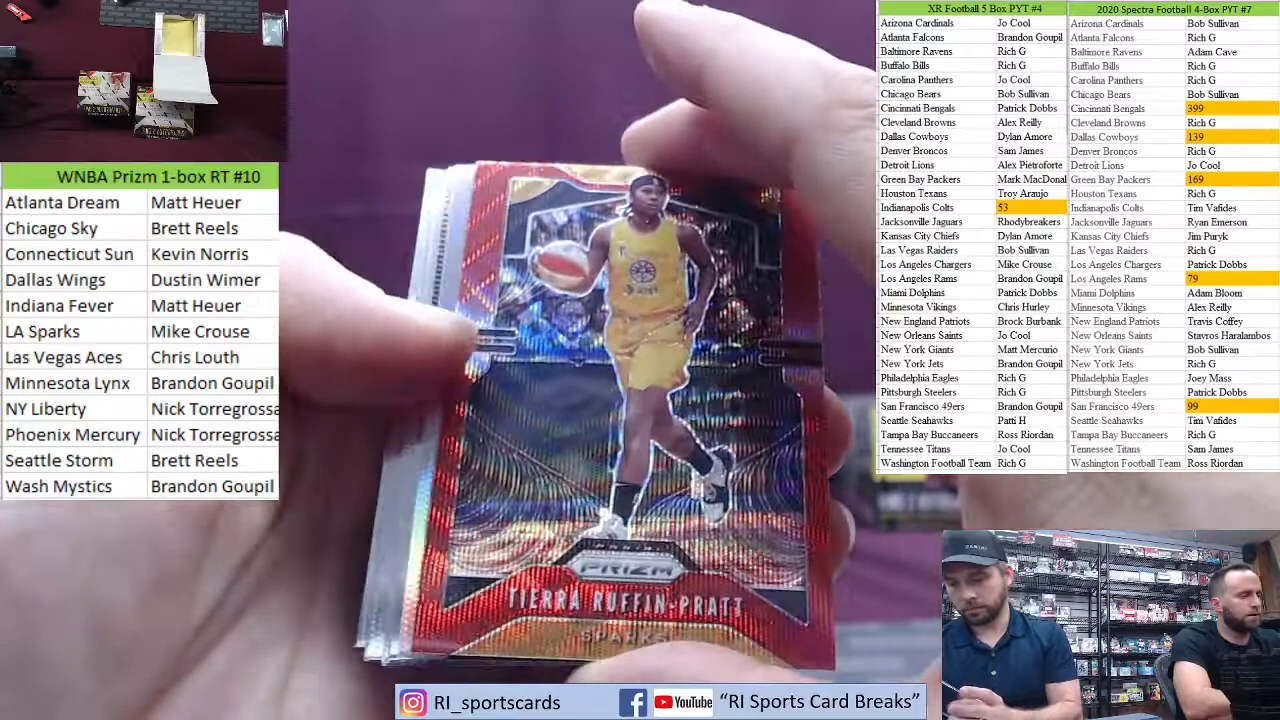 WNBA Prizm 1-box RT #10
Atlanta Dream Matt Heuer
Chicago Sky Brett Reels
Connecticut Sun Kevin Norris
Dallas Wings Dustin Wimer
Indiana Fever Matt Heuer
LA Sparks Mike Crouse
Las Vegas Aces Chris Louth
Minnesota Lynx Brandon Goupil
NY Liberty Nick Torregrossa
Phoenix Mercury Nick Torregrossa
Seattle Storm Brett Reels
Wash Mystics Brandon Goupil
PANINI
PRIZM
TIERRA RUFFIN-PRATT
SPARKS
XR Football 5 Box PYT #4 2020 Spectra Football 4-Box PYT #7
Arizona Cardinals Jo Cool Arizona Cardinals Bob Sullivan
Atlanta Falcons Brandon Goupil Atlanta Falcons Rich G
Baltimore Ravens Rich G Baltimore Ravens Adam Cave
Buffalo Bills Rich G Buffalo Bills Rich G
Carolina Panthers Jo Cool Carolina Panthers Rich G
Chicago Bears Bob Sullivan Chicago Bears Bob Sullivan
Cincinnati Bengals Patrick Dobbs Cincinnati Bengals 399
Cleveland Browns Alex Reilly Cleveland Browns Rich G
Dallas Cowboys Dylan Amore Dallas Cowboys 139
Denver Broncos Sam James Denver Broncos Rich G
Detroit Lions Alex Pietroforte Detroit Lions Jo Cool
Green Bay Packers Mark MacDonal Green Bay Packers 169
Houston Texans Troy Araujo Houston Texans Rich G
Indianapolis Colts 53 Indianapolis Colts Tim Vafides
Jacksonville Jaguars Rhodybreakers Jacksonville Jaguars Ryan Emerson
Kansas City Chiefs Dylan Amore Kansas City Chiefs Jim Puryk
Las Vegas Raiders Bob Sullivan Las Vegas Raiders Rich G
Los Angeles Chargers Mike Crouse Los Angeles Chargers Patrick Dobbs
Los Angeles Rams Brandon Goupil Los Angeles Rams 79
Miami Dolphins Patrick Dobbs Miami Dolphins Adam Bloom
Minnesota Vikings Chris Hurley Minnesota Vikings Alex Reilly
New England Patriots Brock Burbank New England Patriots Travis Coffey
New Orleans Saints Jo Cool New Orleans Saints Stavros Haralambos
New York Giants Matt Mercurio New York Giants Bob Sullivan
New York Jets Brandon Goupil New York Jets Rich G
Philadelphia Eagles Rich G Philadelphia Eagles Joey Mass
Pittsburgh Steelers Rich G Pittsburgh Steelers Patrick Dobbs
San Francisco 49ers Brandon Goupil San Francisco 49ers 99
Seattle Seahawks Patti H Seattle Seahawks Tim Vafides
Tampa Bay Buccaneers Ross Riordan Tampa Bay Buccaneers Rich G
Tennessee Titans Jo Cool Tennessee Titans Sam James
Washington Football Team Rich G Washington Football Team Ross Riordan
PANINI
RI_sportscards YouTube "RI Sports Card Breaks"